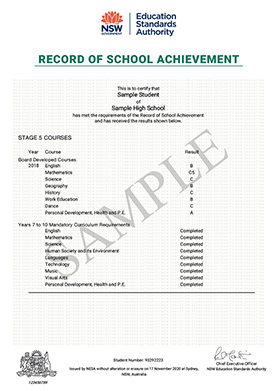 NSW
GOVERNMENT
Education
Standards
Authority
RECORD OF SCHOOL ACHIEVEMENT
This is to certify that
Sample Student
of
Sample High School
has met the requirements of the Record of School Achievement
and has received the results shown below.
STAGE 5 COURSES
Year Course Result
Board Developed Courses
2018 English B
Mathematics C5
Science C
Geography B
History C
Work Education B
Dance C
Personal Development, Health and P.E. A
Years 7 to 10 Mandatory Curriculum Requirements
English Completed
Mathematics Completed
Science Completed
Human Society and its Environment Completed
Languages Completed
Technology Completed
Music Completed
Visual Arts Completed
Personal Development, Health and P.E. Completed
SAMPLE
Student Number: 9329!2223
Issued by NESA without alteration or erasure on 17 November 2020 at Sydney,
NSW, Australia
Chief Executive Officer
NSW Education Standards Authority